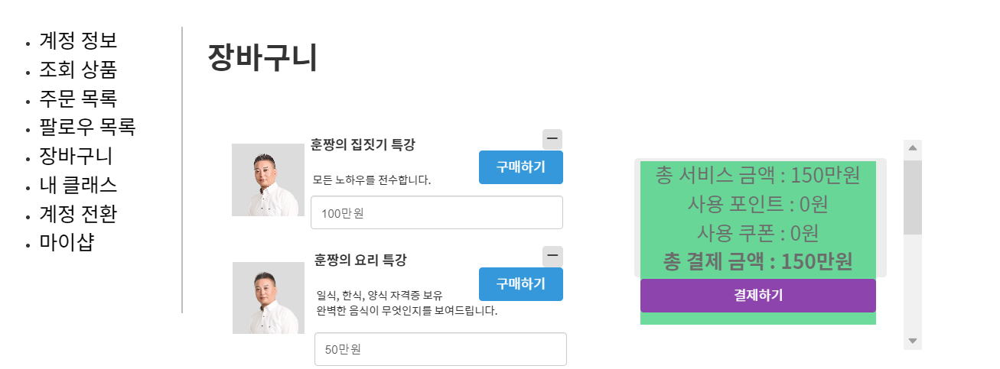 계정 정보
조회 상품
주문 목록
팔로우 목록
장바구니
내 클래스
계정 전환
마이샵
장바구니
훈짱의 집짓기 특강
구매하기
모든 노하우를 전수합니다.
100만원
훈짱의 요리 특강
구매하기
일식, 한식, 양식 자격증 보유
완벽한 음식이 무엇인지를 보여드립니다.
50만원
총 서비스 금액 : 150만원
사용 포인트 : 0원
사용 쿠폰 : 0원
총 결제 금액 : 150만원
결제하기